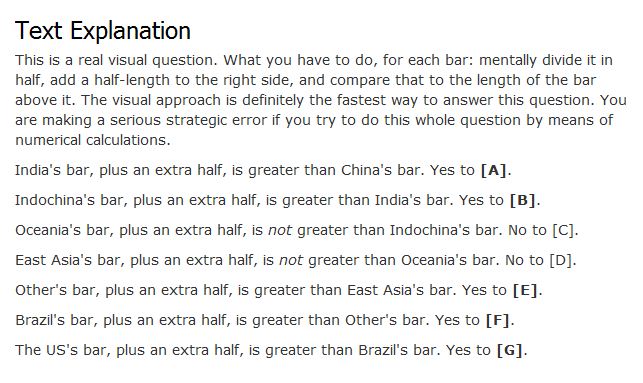 Text Explanation
This is a real visual question. What you have to do, for each bar: mentally divide it in
half, add a half-length to the right side, and compare that to the length of the bar
above it. The visual approach is definitely the fastest way to answer this question. You
are making a serious strategic error if you try to do this whole question by means of
numerical calculations.
India's bar, plus an extra half, is greater than China's bar. Yes to [A].
Indochina's bar, plus an extra half, is greater than India's bar. Yes to [B].
Oceania's bar, plus an extra half, is not greater than Indochina's bar. No to [C].
East Asia's bar, plus an extra half, is not greater than Oceania's bar. No to [D].
Other's bar, plus an extra half, is greater than East Asia's bar. Yes to [E].
Brazil's bar, plus an extra half, is greater than Other's bar. Yes to [F].
The US's bar, plus an extra half, is greater than Brazil's bar. Yes to [G].